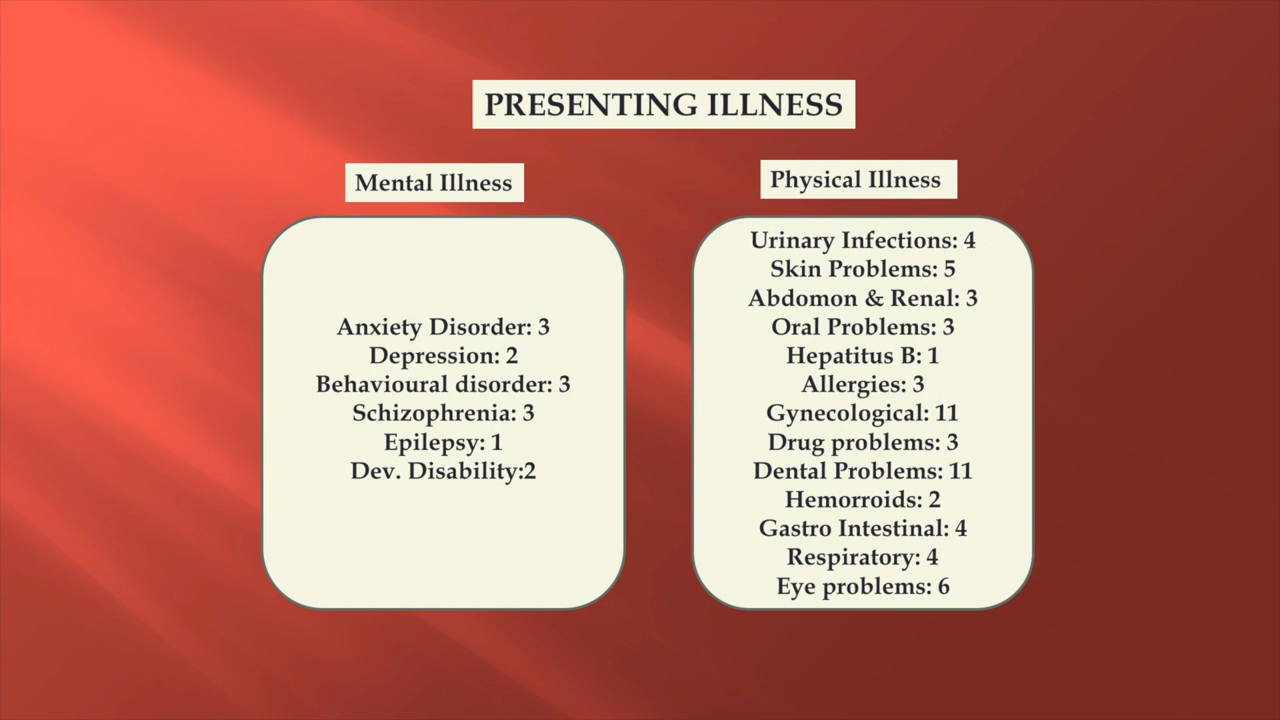 PRESENTING ILLNESS
Mental Illness
Anxiety Disorder: 3
Depression: 2
Behavioural disorder: 3
Schizophrenia: 3
Epilepsy: 1
Dev. Disability:2
Physical Illness
Urinary Infections: 4
Skin Problems: 5
Abdomon & Renal: 3
Oral Problems: 3
Hepatitus B: 1
Allergies: 3
Gynecological: 11
Drug problems: 3
Dental Problems: 11
Hemorroids: 2
Gastro Intestinal: 4
Respiratory: 4
Eye problems: 6